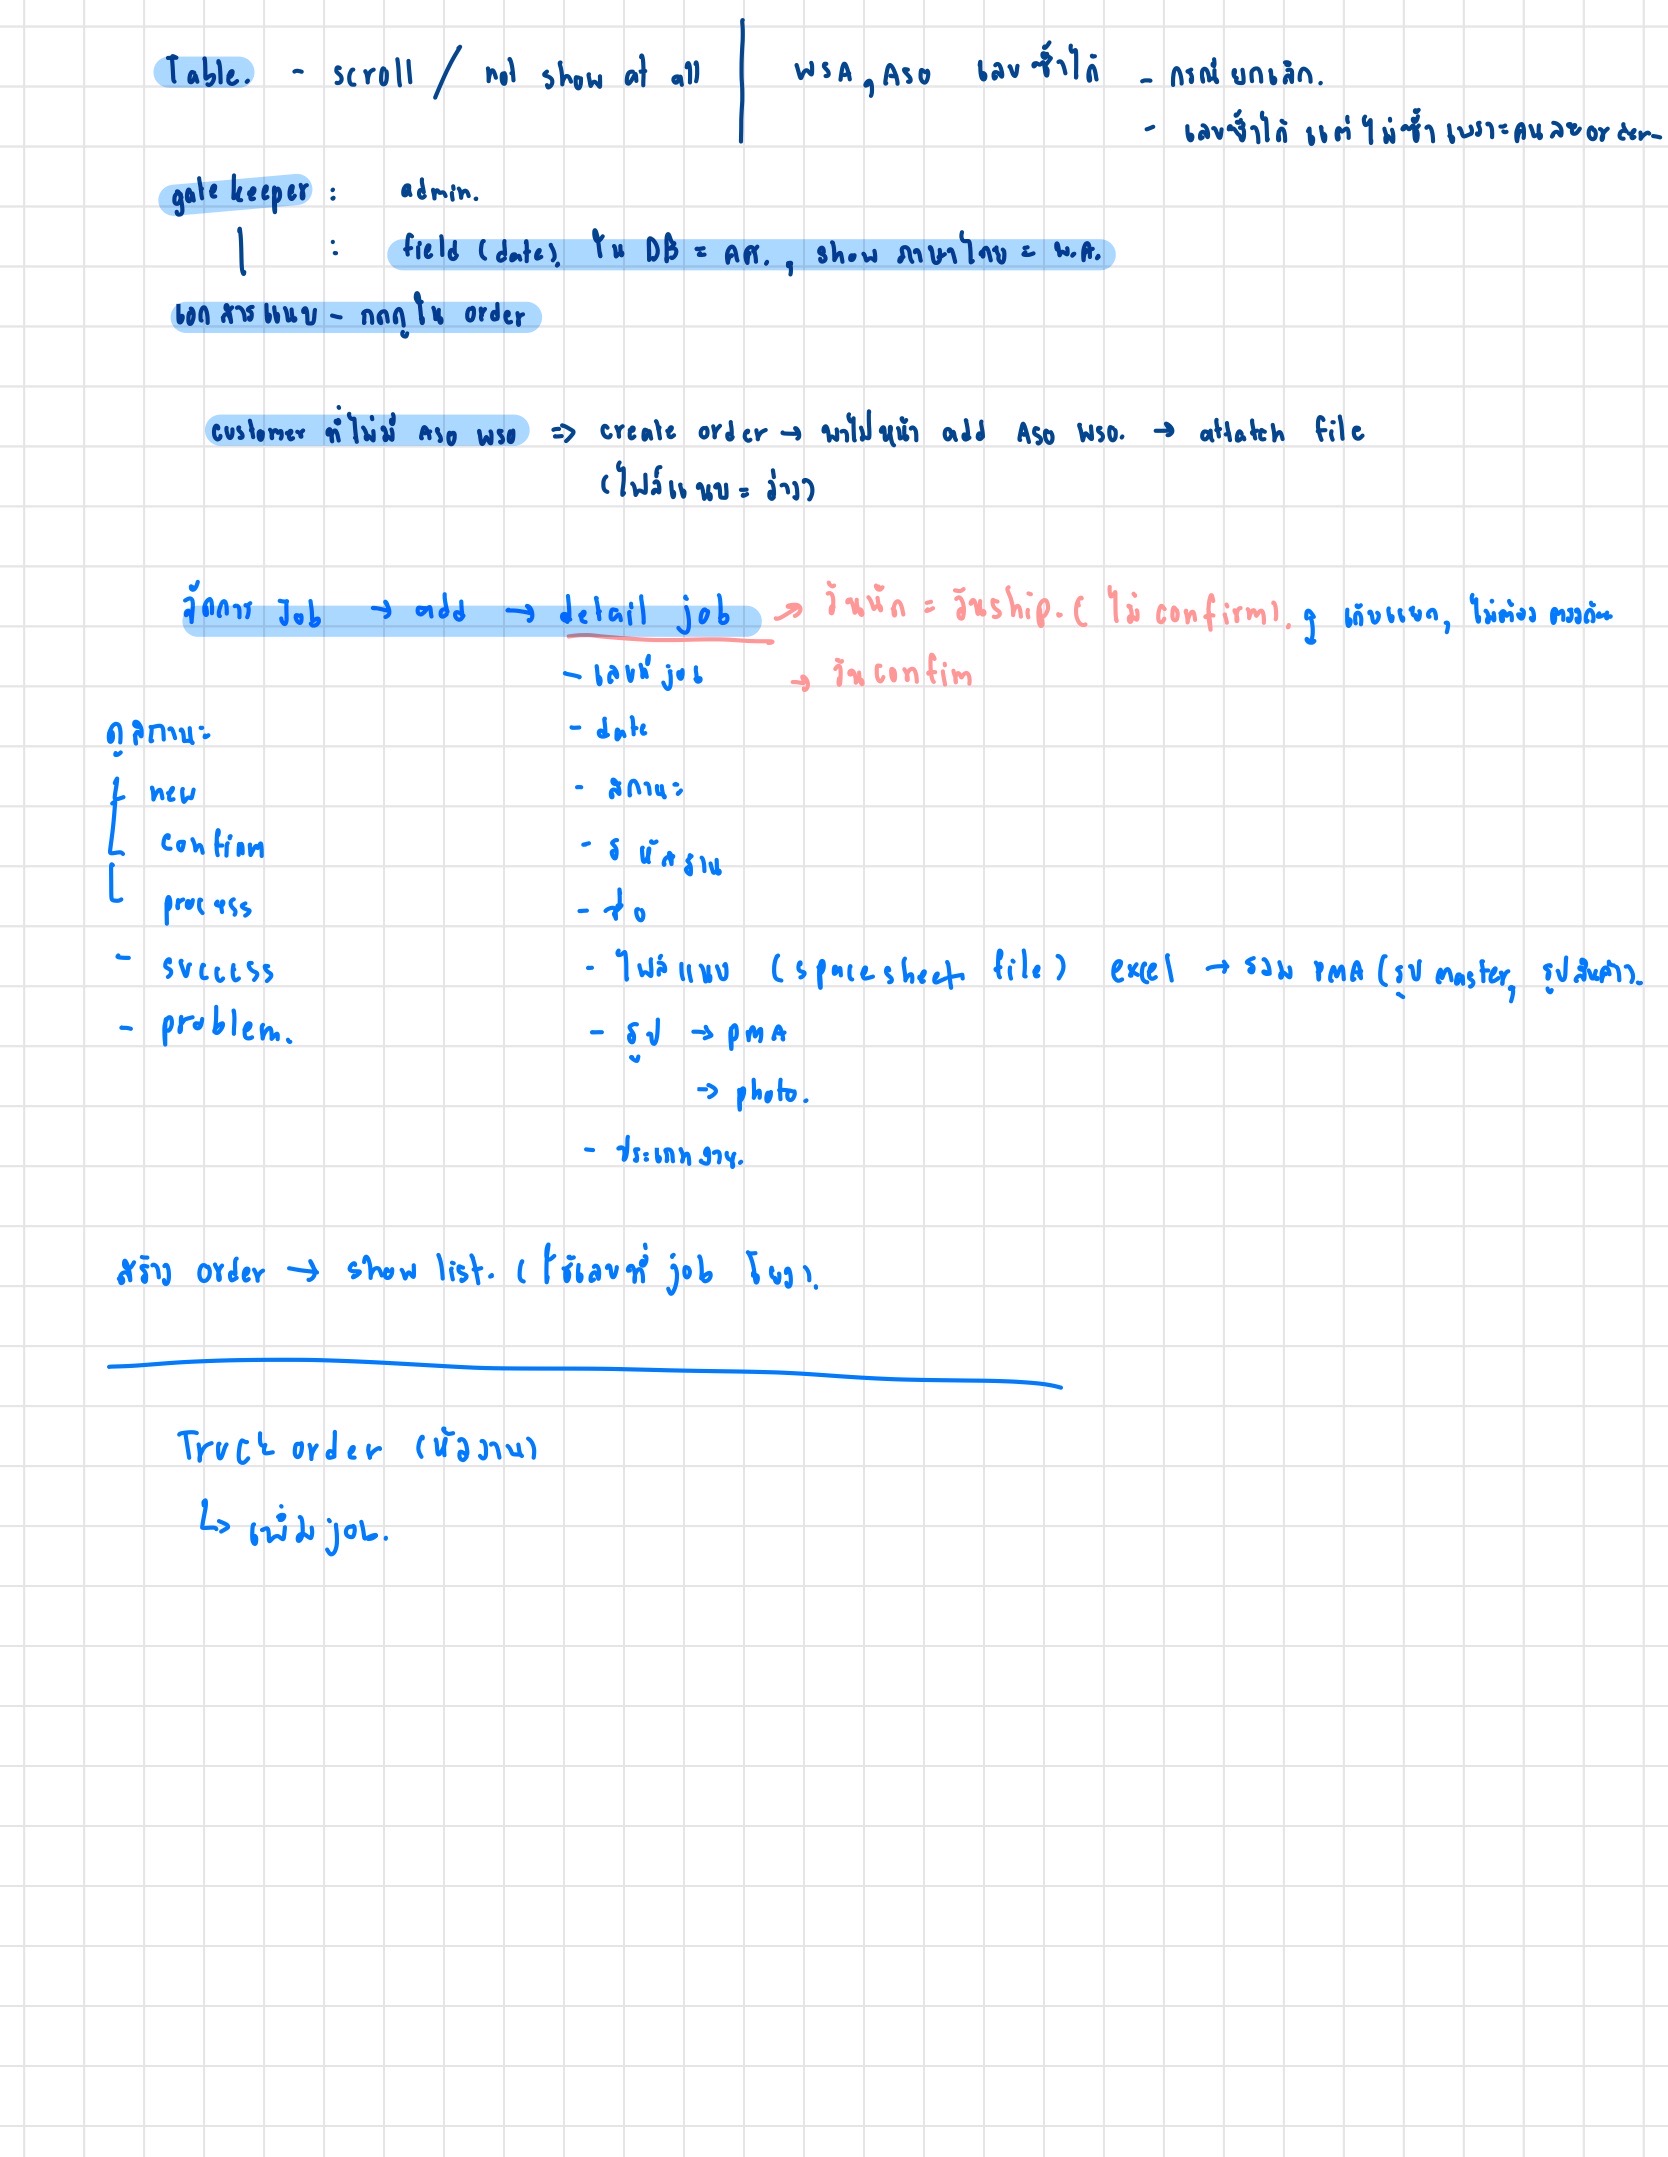 Table. - scroll / not show at all | WSA, ASO เลขซ้ำได้ - กรณียกเลิก.
- เลขซ้ำได้ แต่ไม่ซ้ำ เพราะคนละ order
gate keeper : admin.
: field (date). ใน DB = คศ., show ภาษาไทย = พ.ศ.
เอกสารแนบ - กดดูใน order
customer ที่ไม่มี ASO WSO => create order → พาไปหน้า add ASO WSO. → attatch file
(ไฟล์แนบ = ว่าง)
จัดการ Job → add → detail job → วันนัด = วันship. (ไม่ confirm). เก็บแยก, ไม่ต้อง ตรงกัน
- เลขที่ job → วันconfim
ดูสถานะ
- date
new
- สถานะ
confirm
- รหัสฐาน
process
- ชื่อ
- success
- ไฟล์แนบ (spacesheet file) excel → รวม PMA (รูป master, รูปสินค้า).
- problem.
- รูป → PMA
→ photo.
- ประเภทงาน.
สร้าง order → show list. (ใช้เลขที่ job โยง).
Truck order (หัวงาน)
↳ เพิ่ม job.